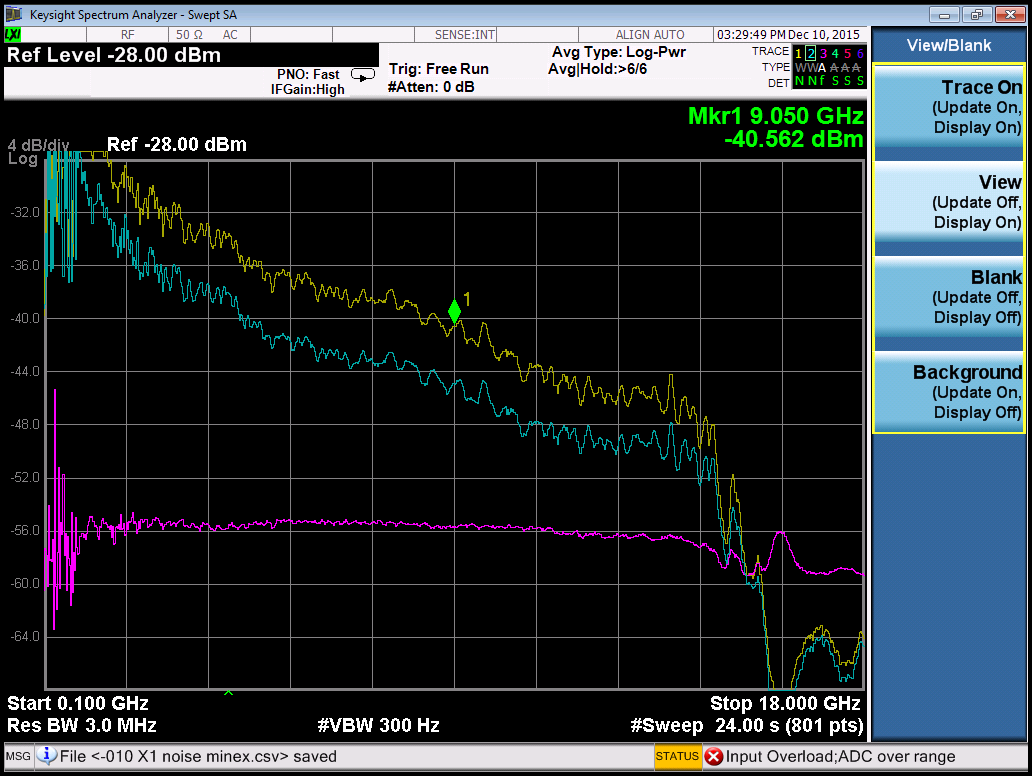 Keysight Spectrum Analyzer - Swept SA
LXI
RF
50 Ω
AC
SENSE:INT
ALIGN AUTO
03:29:49 PM Dec 10, 2015
Ref Level -28.00 dBm
PNO: Fast
IFGain:High
Trig: Free Run
#Atten: 0 dB
Avg Type: Log-Pwr
Avg|Hold:>6/6
TRACE 1 2 3 4 5 6
TYPE W W A A A A
DET N N f S S S
Mkr1 9.050 GHz
-40.562 dBm
4 dB/div
Log
Ref -28.00 dBm
1
-32.0
-36.0
-40.0
-44.0
-48.0
-52.0
-56.0
-60.0
-64.0
Start 0.100 GHz
Stop 18.000 GHz
Res BW 3.0 MHz
#VBW 300 Hz
#Sweep 24.00 s (801 pts)
View/Blank
Trace On
(Update On,
Display On)
View
(Update Off,
Display On)
Blank
(Update Off,
Display Off)
Background
(Update On,
Display Off)
MSG
File <-010 X1 noise minex.csv> saved
STATUS
Input Overload;ADC over range